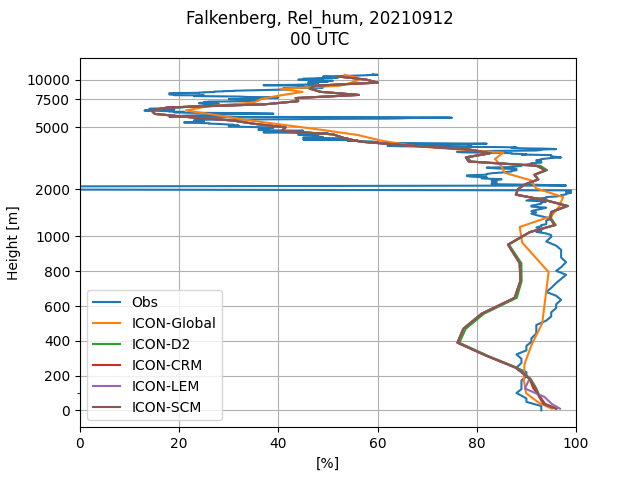 Falkenberg, Rel_hum, 20210912
00 UTC
10000
7500
5000
2000
1000
800
600
400
200
0
Height [m]
Obs
ICON-Global
ICON-D2
ICON-CRM
ICON-LEM
ICON-SCM
0 20 40 60 80 100
[%]